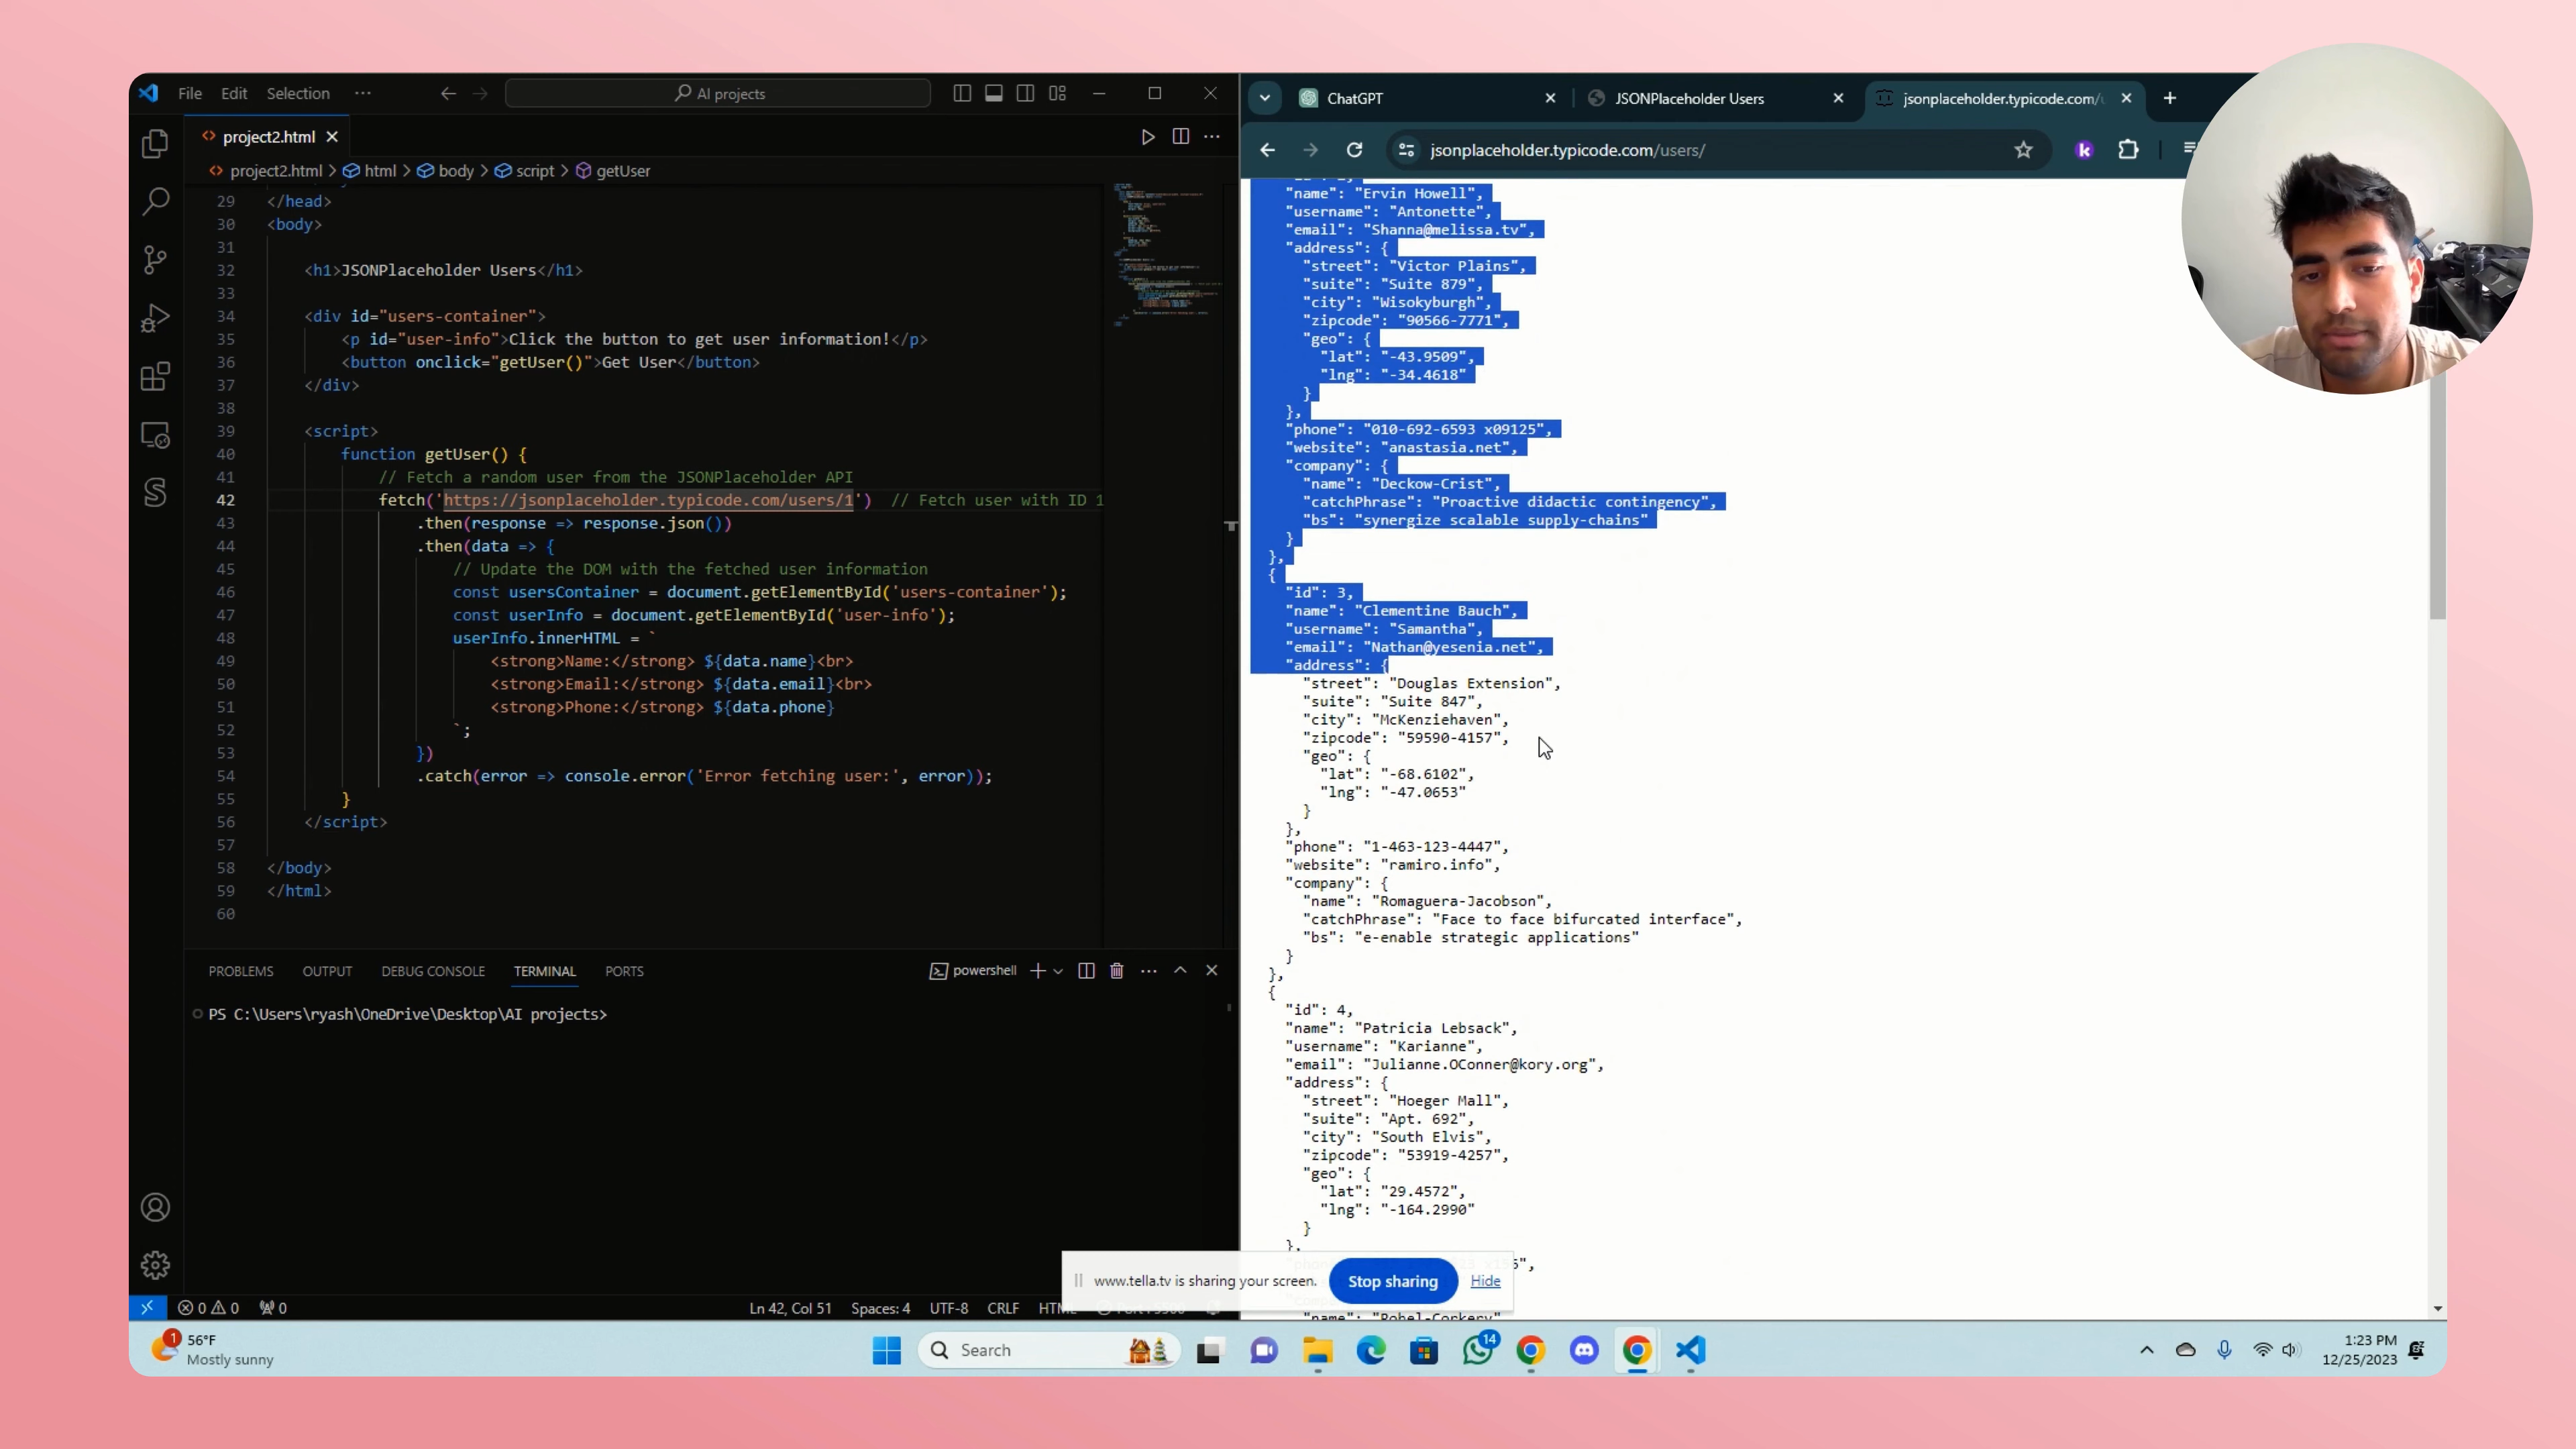 File Edit Selection ···
AI projects
project2.html
project2.html > html > body > script > getUser
29 </head>
30 <body>
31
32 <h1>JSONPlaceholder Users</h1>
33
34 <div id="users-container">
35 <p id="user-info">Click the button to get user information!</p>
36 <button onclick="getUser()">Get User</button>
37 </div>
38
39 <script>
40 function getUser() {
41 // Fetch a random user from the JSONPlaceholder API
42 fetch('https://jsonplaceholder.typicode.com/users/1') // Fetch user with ID 1
43 .then(response => response.json())
44 .then(data => {
45 // Update the DOM with the fetched user information
46 const usersContainer = document.getElementById('users-container');
47 const userInfo = document.getElementById('user-info');
48 userInfo.innerHTML = `
49 <strong>Name:</strong> ${data.name}<br>
50 <strong>Email:</strong> ${data.email}<br>
51 <strong>Phone:</strong> ${data.phone}
52 `;
53 })
54 .catch(error => console.error('Error fetching user:', error));
55 }
56 </script>
57
58 </body>
59 </html>
60
PROBLEMS OUTPUT DEBUG CONSOLE TERMINAL PORTS
powershell
PS C:\Users\ryash\OneDrive\Desktop\AI projects>
0 0 0
Ln 42, Col 51 Spaces: 4 UTF-8 CRLF
ChatGPT
JSONPlaceholder Users
jsonplaceholder.typicode.com/
jsonplaceholder.typicode.com/users/
"name": "Ervin Howell",
"username": "Antonette",
"email": "Shanna@melissa.tv",
"address": {
"street": "Victor Plains",
"suite": "Suite 879",
"city": "Wisokyburgh",
"zipcode": "90566-7771",
"geo": {
"lat": "-43.9509",
"lng": "-34.4618"
}
},
"phone": "010-692-6593 x09125",
"website": "anastasia.net",
"company": {
"name": "Deckow-Crist",
"catchPhrase": "Proactive didactic contingency",
"bs": "synergize scalable supply-chains"
}
},
{
"id": 3,
"name": "Clementine Bauch",
"username": "Samantha",
"email": "Nathan@yesenia.net",
"address": {
"street": "Douglas Extension",
"suite": "Suite 847",
"city": "McKenziehaven",
"zipcode": "59590-4157",
"geo": {
"lat": "-68.6102",
"lng": "-47.0653"
}
},
"phone": "1-463-123-4447",
"website": "ramiro.info",
"company": {
"name": "Romaguera-Jacobson",
"catchPhrase": "Face to face bifurcated interface",
"bs": "e-enable strategic applications"
}
},
{
"id": 4,
"name": "Patricia Lebsack",
"username": "Karianne",
"email": "Julianne.OConner@kory.org",
"address": {
"street": "Hoeger Mall",
"suite": "Apt. 692",
"city": "South Elvis",
"zipcode": "53919-4257",
"geo": {
"lat": "29.4572",
"lng": "-164.2990"
}
},
"name": "Robel-Corkery"
www.tella.tv is sharing your screen. Stop sharing Hide
1
56°F
Mostly sunny
Search
14
1:23 PM
12/25/2023